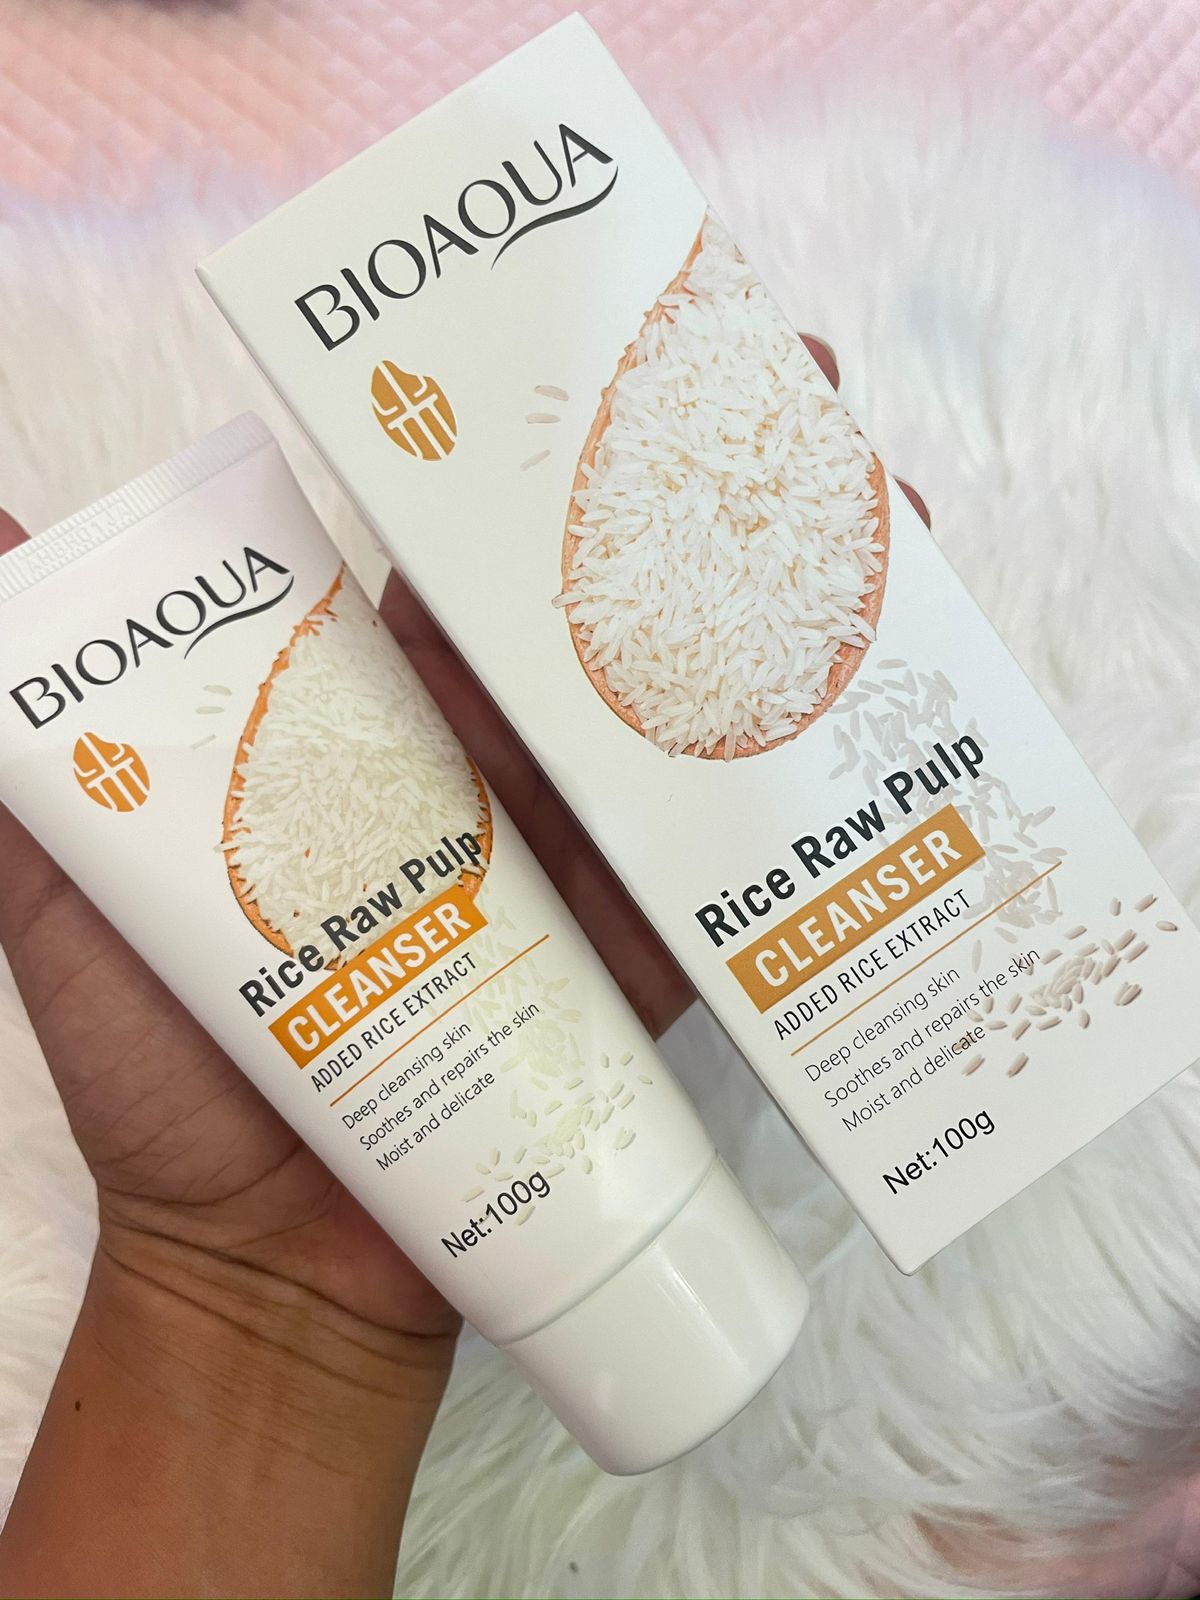 BIOAQUA
Rice Raw Pulp
CLEANSER
ADDED RICE EXTRACT
Deep cleansing skin
Soothes and repairs the skin
Moist and delicate
Net:100g
BIOAQUA
Rice Raw Pulp
CLEANSER
ADDED RICE EXTRACT
Deep cleansing skin
Soothes and repairs the skin
Moist and delicate
Net:100g